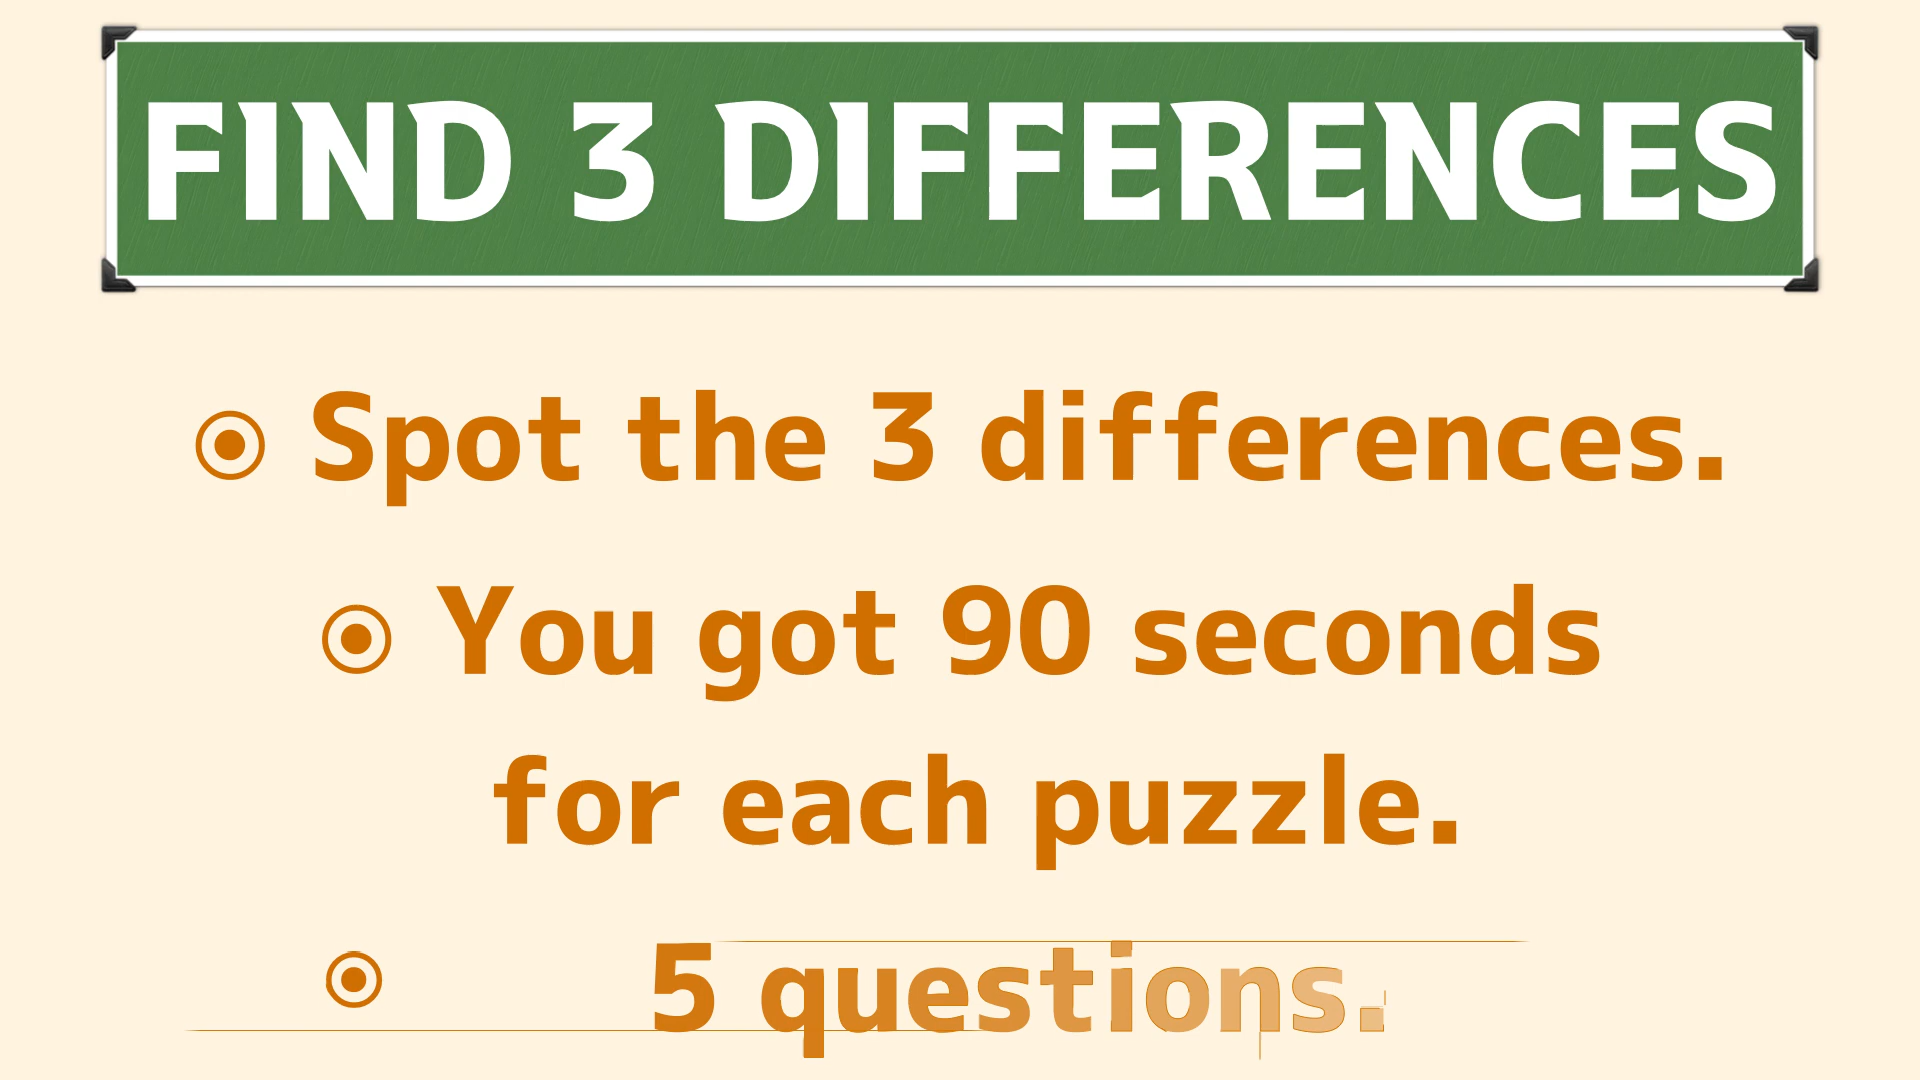 FIND 3 DIFFERENCES
◉ Spot the 3 differences.
◉ You got 90 seconds
for each puzzle.
◉ 5 questions.